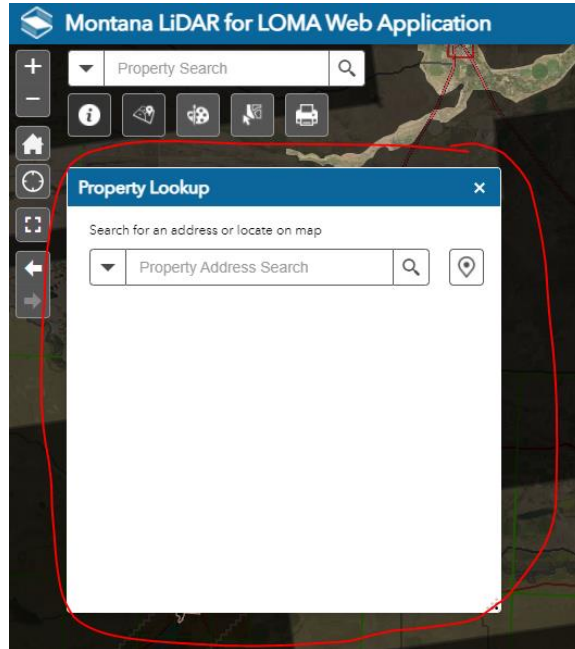 Montana LiDAR for LOMA Web Application
Property Search
Property Lookup
Search for an address or locate on map
Property Address Search